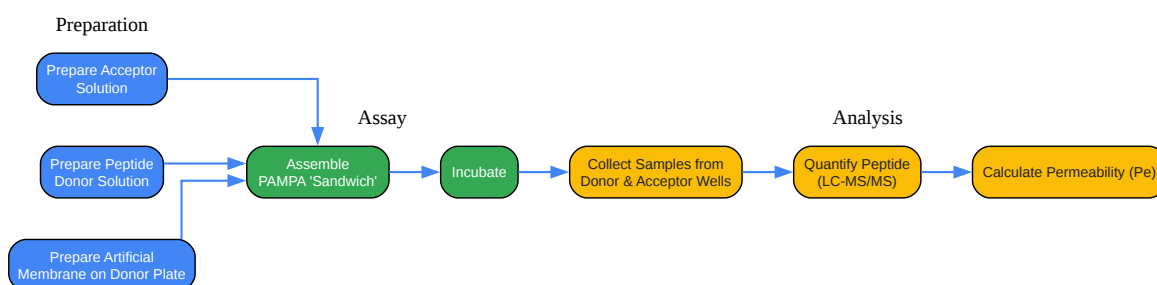 Preparation
Prepare Acceptor
Solution
Assay
Analysis
Prepare Peptide
Donor Solution
Assemble
PAMPA 'Sandwich'
Incubate
Collect Samples from
Donor & Acceptor Wells
Quantify Peptide
(LC-MS/MS)
Calculate Permeability (Pe)
Prepare Artificial
Membrane on Donor Plate